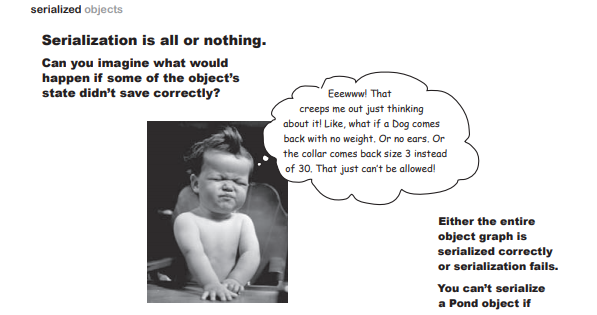 serialized objects
Serialization is all or nothing.
Can you imagine what would
happen if some of the object’s
state didn’t save correctly?
Eeewww! That
creeps me out just thinking
about it! Like, what if a Dog comes
back with no weight. Or no ears. Or
the collar comes back size 3 instead
of 30. That just can’t be allowed!
Either the entire
object graph is
serialized correctly
or serialization fails.
You can’t serialize
a Pond object if